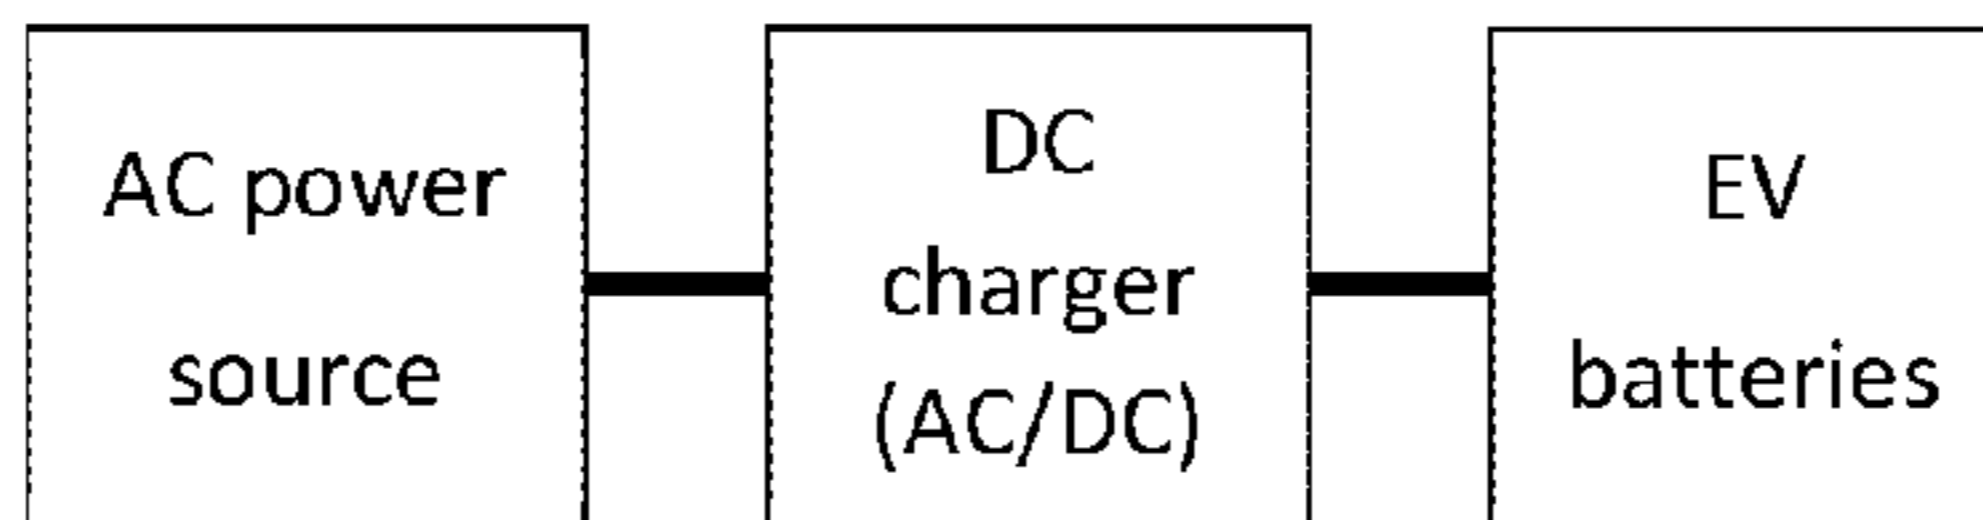 AC power
source
DC
charger
(AC/DC)
EV
batteries